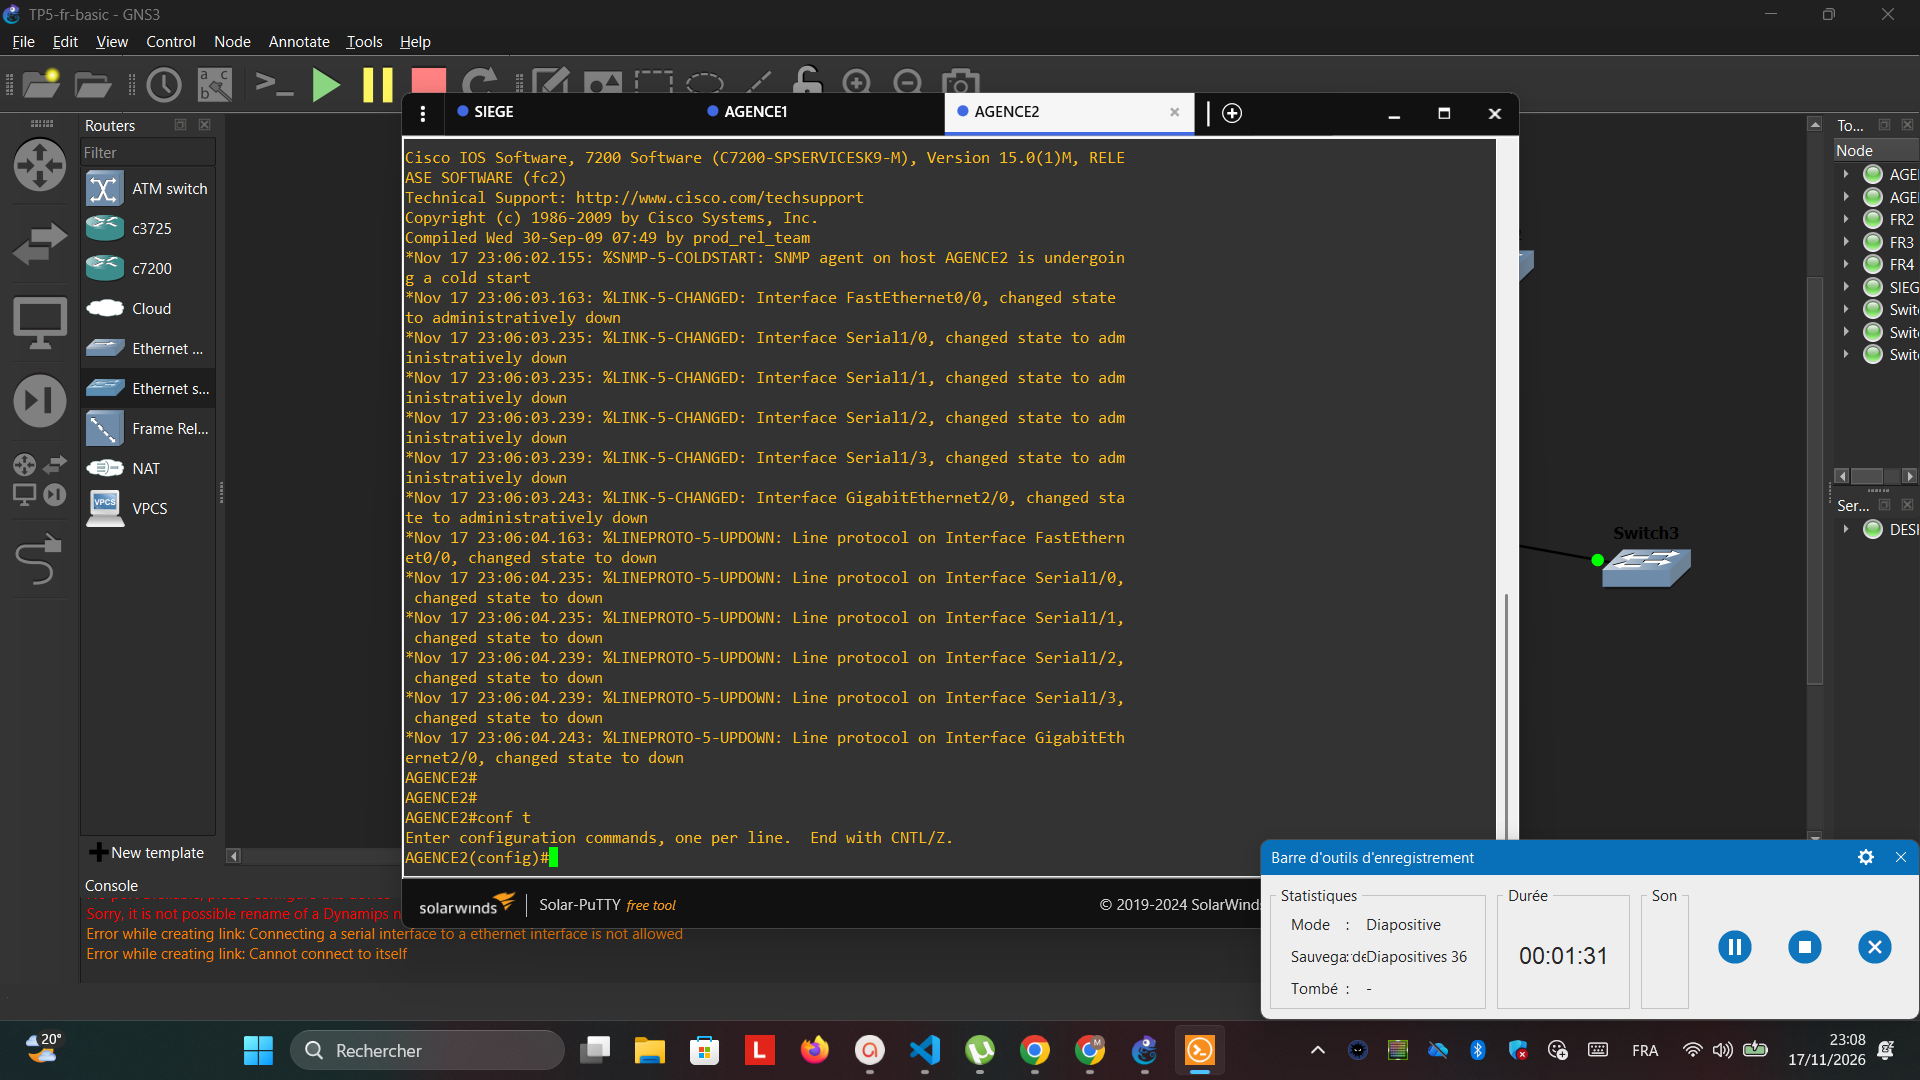 TP5-fr-basic - GNS3
File Edit View Control Node Annotate Tools Help
Routers
Filter
ATM switch
c3725
c7200
Cloud
Ethernet ...
Ethernet s...
Frame Rel...
NAT
VPCS
VPCS
New template
SIEGE
AGENCE1
AGENCE2
Cisco IOS Software, 7200 Software (C7200-SPSERVICESK9-M), Version 15.0(1)M, RELE
ASE SOFTWARE (fc2)
Technical Support: http://www.cisco.com/techsupport
Copyright (c) 1986-2009 by Cisco Systems, Inc.
Compiled Wed 30-Sep-09 07:49 by prod_rel_team
*Nov 17 23:06:02.155: %SNMP-5-COLDSTART: SNMP agent on host AGENCE2 is undergoin
g a cold start
*Nov 17 23:06:03.163: %LINK-5-CHANGED: Interface FastEthernet0/0, changed state
to administratively down
*Nov 17 23:06:03.235: %LINK-5-CHANGED: Interface Serial1/0, changed state to adm
inistratively down
*Nov 17 23:06:03.235: %LINK-5-CHANGED: Interface Serial1/1, changed state to adm
inistratively down
*Nov 17 23:06:03.239: %LINK-5-CHANGED: Interface Serial1/2, changed state to adm
inistratively down
*Nov 17 23:06:03.239: %LINK-5-CHANGED: Interface Serial1/3, changed state to adm
inistratively down
*Nov 17 23:06:03.243: %LINK-5-CHANGED: Interface GigabitEthernet2/0, changed sta
te to administratively down
*Nov 17 23:06:04.163: %LINEPROTO-5-UPDOWN: Line protocol on Interface FastEthern
et0/0, changed state to down
*Nov 17 23:06:04.235: %LINEPROTO-5-UPDOWN: Line protocol on Interface Serial1/0,
changed state to down
*Nov 17 23:06:04.235: %LINEPROTO-5-UPDOWN: Line protocol on Interface Serial1/1,
changed state to down
*Nov 17 23:06:04.239: %LINEPROTO-5-UPDOWN: Line protocol on Interface Serial1/2,
changed state to down
*Nov 17 23:06:04.239: %LINEPROTO-5-UPDOWN: Line protocol on Interface Serial1/3,
changed state to down
*Nov 17 23:06:04.243: %LINEPROTO-5-UPDOWN: Line protocol on Interface GigabitEth
ernet2/0, changed state to down
AGENCE2#
AGENCE2#
AGENCE2#conf t
Enter configuration commands, one per line.  End with CNTL/Z.
AGENCE2(config)#
solarwinds
Solar-PuTTY free tool
© 2019-2024 SolarWinds
To...
Node
AGE
AGE
FR2
FR3
FR4
SIEG
Swit
Swit
Swit
Ser...
DESI
Switch3
Console
Sorry, it is not possible rename of a Dynamips n
Error while creating link: Connecting a serial interface to a ethernet interface is not allowed
Error while creating link: Cannot connect to itself
Barre d'outils d'enregistrement
Statistiques
Mode : Diapositive
Sauvega: de Diapositives 36
Tombé : -
Durée
00:01:31
Son
20°
Rechercher
FRA
23:08
17/11/2026